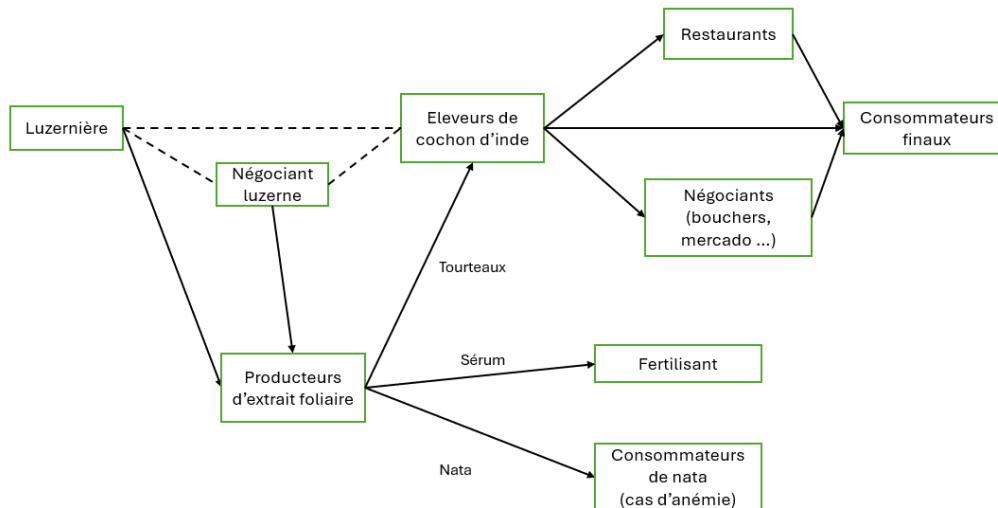 Restaurants
Luzernière
Eleveurs de
cochon d’inde
Consommateurs
finaux
Négociant
luzerne
Négociants
(bouchers,
mercado ...)
Tourteaux
Producteurs
d’extrait foliaire
Sérum
Fertilisant
Nata
Consommateurs
de nata
(cas d’anémie)